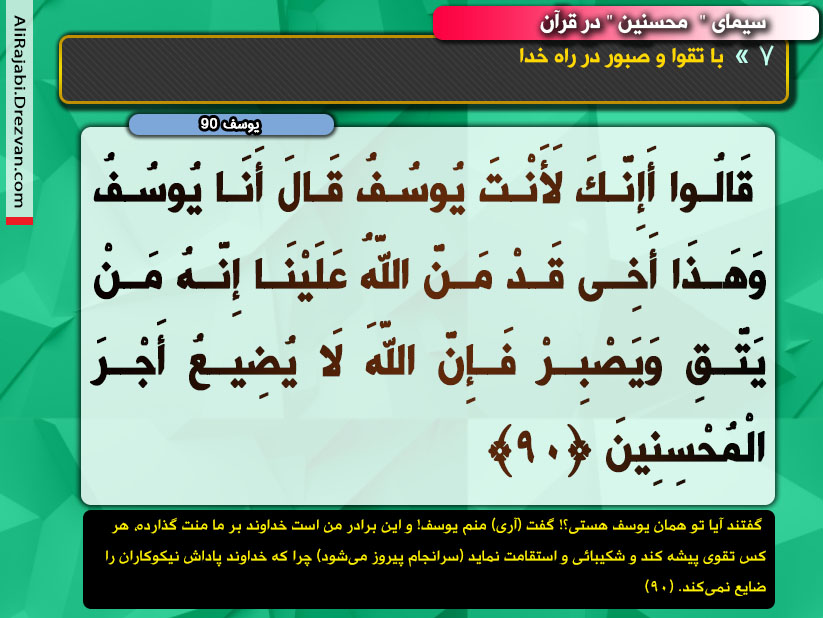 سیمای " محسنین " در قرآن
۷ » با تقوا و صبور در راه خدا
یوسف 90
قَالُوا أَإِنَّكَ لَأَنْتَ يُوسُفُ قَالَ أَنَا يُوسُفُ
وَهَذَا أَخِی قَدْ مَنَّ اللَّهُ عَلَيْنَا إِنَّهُ مَنْ
يَتَّقِ وَيَصْبِرْ فَإِنَّ اللَّهَ لَا يُضِيعُ أَجْرَ
الْمُحْسِنِينَ ﴿۹۰﴾
گفتند آیا تو همان یوسف هستی؟! گفت (آری) منم یوسف! و این برادر من است خداوند بر ما منت گذارده، هر
کس تقوی پیشه کند و شکیبائی و استقامت نماید (سرانجام پیروز می‌شود) چرا که خداوند پاداش نیکوکاران را
ضایع نمی‌کند. (۹۰)
AliRajabi.Drezvan.com